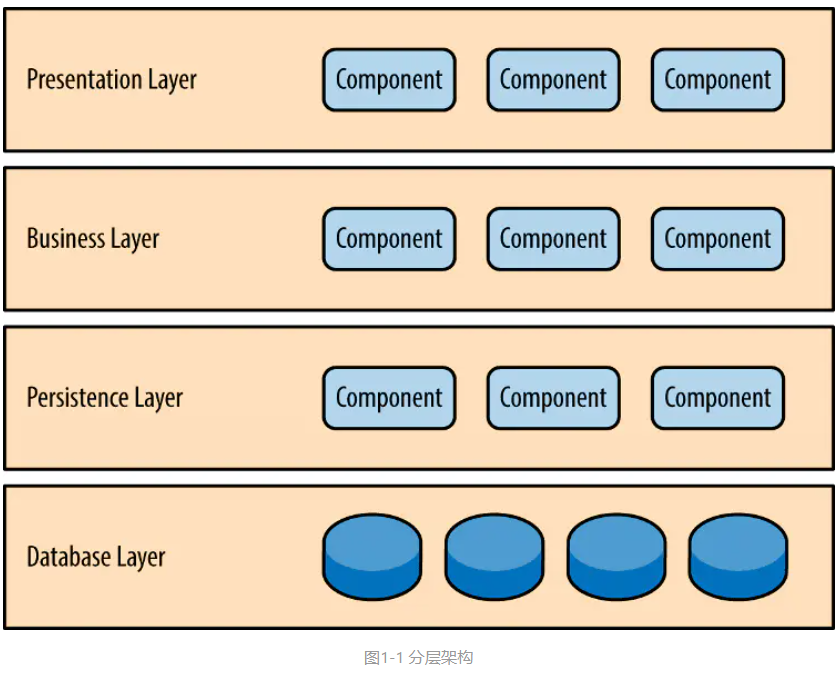 Presentation Layer Component Component Component
Business Layer Component Component Component
Persistence Layer Component Component Component
Database Layer
图1-1 分层架构